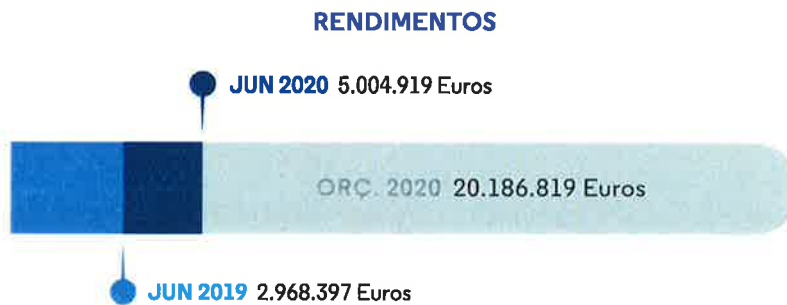 RENDIMENTOS
JUN 2020 5.004.919 Euros
ORÇ. 2020 20.186.819 Euros
JUN 2019 2.968.397 Euros